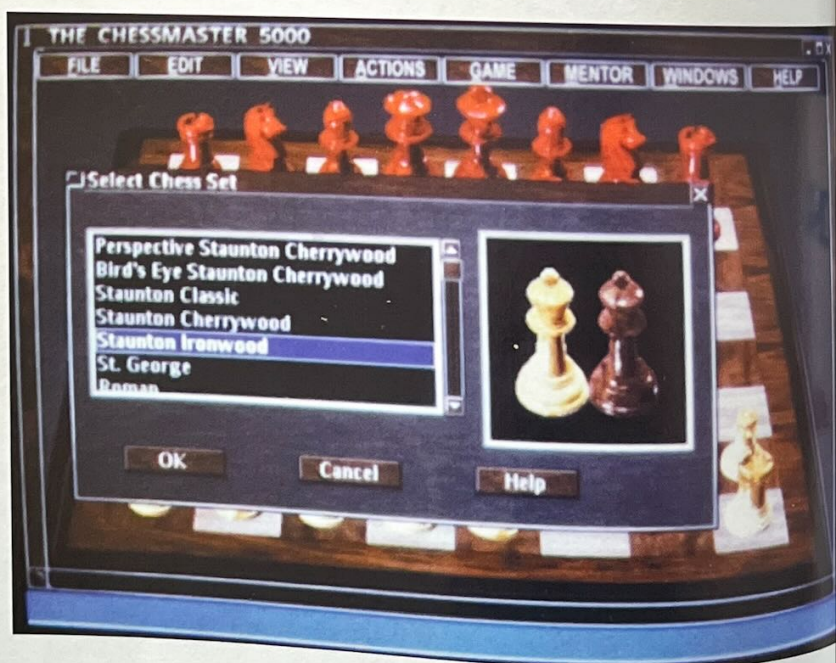 THE CHESSMASTER 5000
FILE EDIT VIEW ACTIONS GAME MENTOR WINDOWS HELP
Select Chess Set
Perspective Staunton Cherrywood
Bird's Eye Staunton Cherrywood
Staunton Classic
Staunton Cherrywood
Staunton Ironwood
St. George
Roman
OK Cancel Help